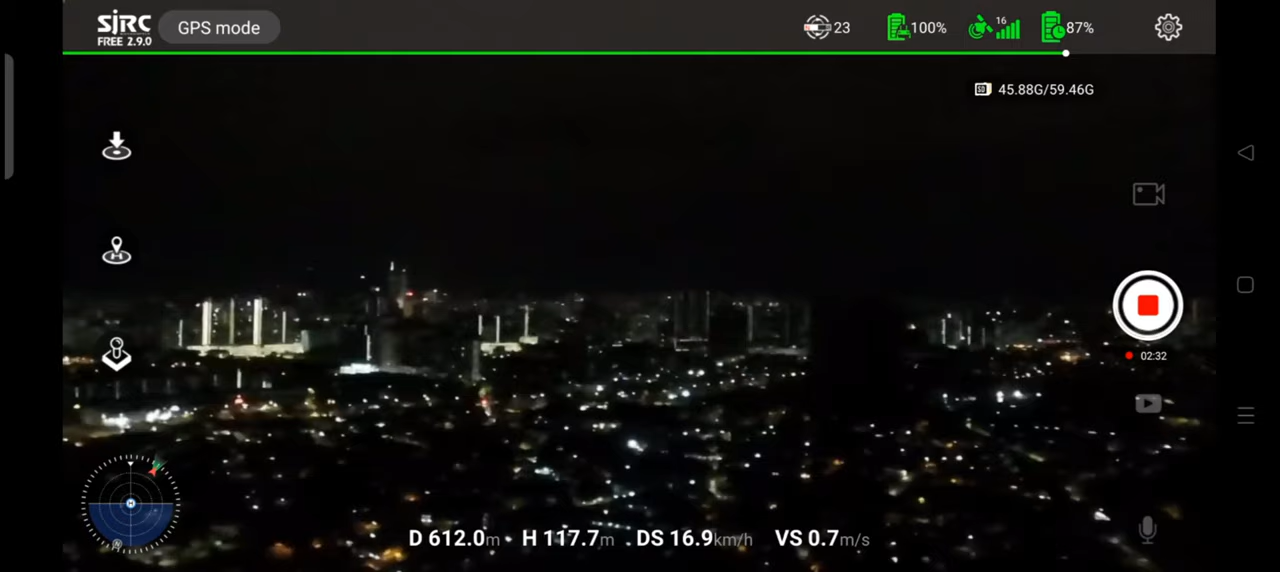 SJRC
FREE 2.9.0
GPS mode
23
100%
16
87%
SD
45.88G/59.46G
02:32
H
N
D 612.0m H 117.7m DS 16.9km/h VS 0.7m/s